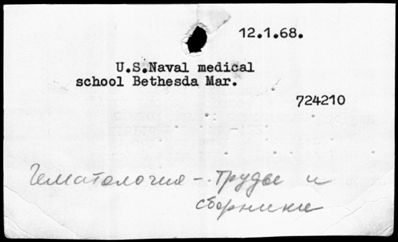 12.1.68.
U.S.Naval medical
school Bethesda Mar.
724210
Гематология - Труды и
сборники